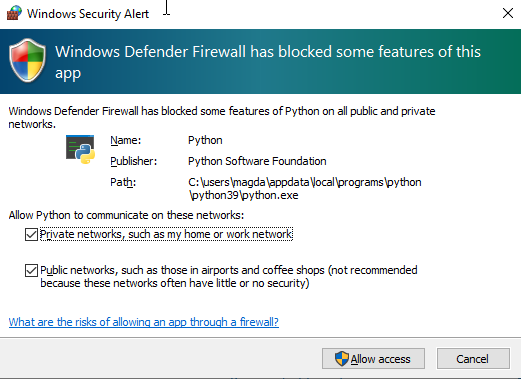 Windows Security Alert
Windows Defender Firewall has blocked some features of this
app
Windows Defender Firewall has blocked some features of Python on all public and private
networks.
Name: Python
Publisher: Python Software Foundation
Path: C:\users\magda\appdata\local\programs\python
\python39\python.exe
Allow Python to communicate on these networks:
Private networks, such as my home or work network
Public networks, such as those in airports and coffee shops (not recommended
because these networks often have little or no security)
What are the risks of allowing an app through a firewall?
Allow access Cancel